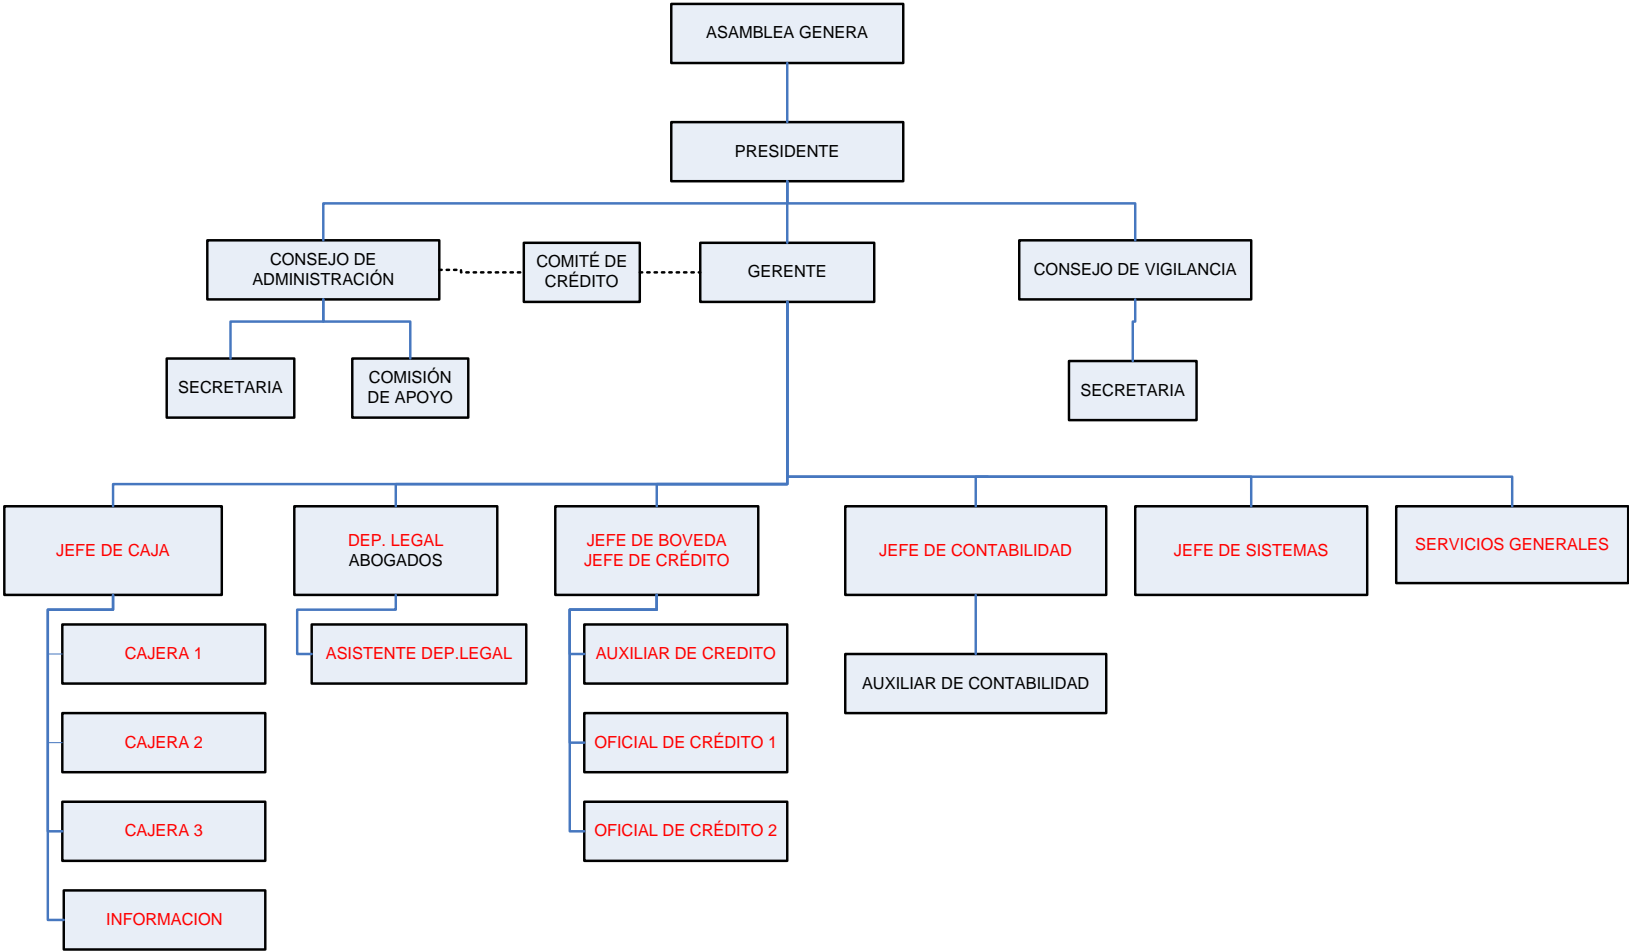 ASAMBLEA GENERA
PRESIDENTE
CONSEJO DE
ADMINISTRACIÓN
COMITÉ DE
CRÉDITO
GERENTE
CONSEJO DE VIGILANCIA
SECRETARIA
COMISIÓN
DE APOYO
SECRETARIA
JEFE DE CAJA
DEP. LEGAL
ABOGADOS
JEFE DE BOVEDA
JEFE DE CRÉDITO
JEFE DE CONTABILIDAD
JEFE DE SISTEMAS
SERVICIOS GENERALES
CAJERA 1
ASISTENTE DEP.LEGAL
AUXILIAR DE CREDITO
AUXILIAR DE CONTABILIDAD
CAJERA 2
OFICIAL DE CRÉDITO 1
CAJERA 3
OFICIAL DE CRÉDITO 2
INFORMACION